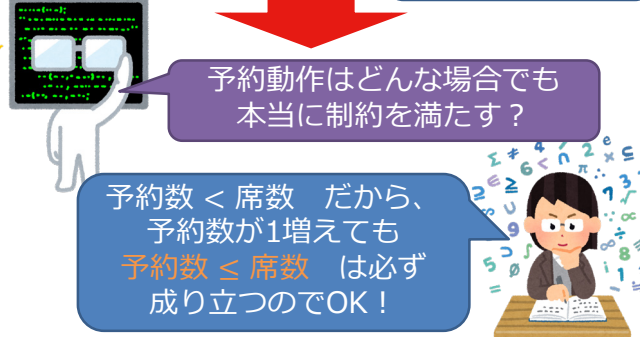 予約動作はどんな場合でも
本当に制約を満たす？
予約数 < 席数　だから、
予約数が1増えても
予約数 ≤ 席数　は必ず
成り立つのでOK！